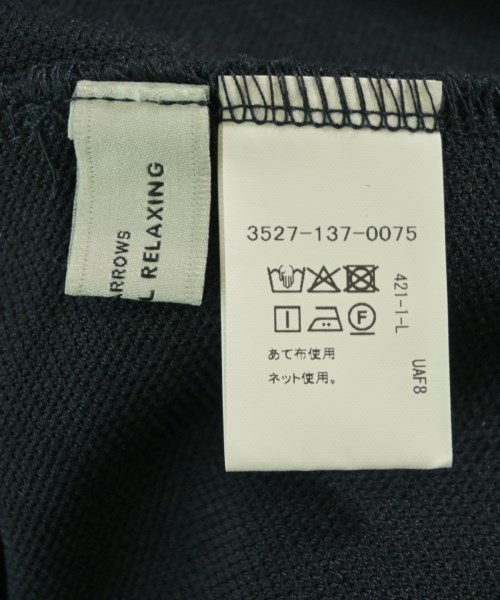 ARROWS
L RELAXING
3527-137-0075
あて布使用
ネット使用。
421-1-L
UAF8